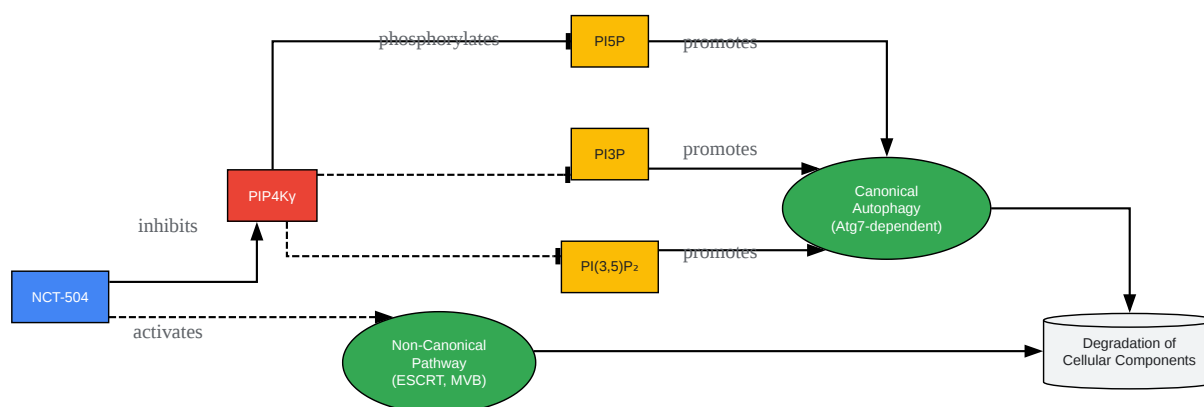 phosphorylates
PI5P
promotes
PI3P
promotes
PIP4Kγ
Canonical
Autophagy
(Atg7-dependent)
inhibits
promotes
PI(3,5)P₂
NCT-504
activates
Non-Canonical
Pathway
(ESCRT, MVB)
Degradation of
Cellular Components